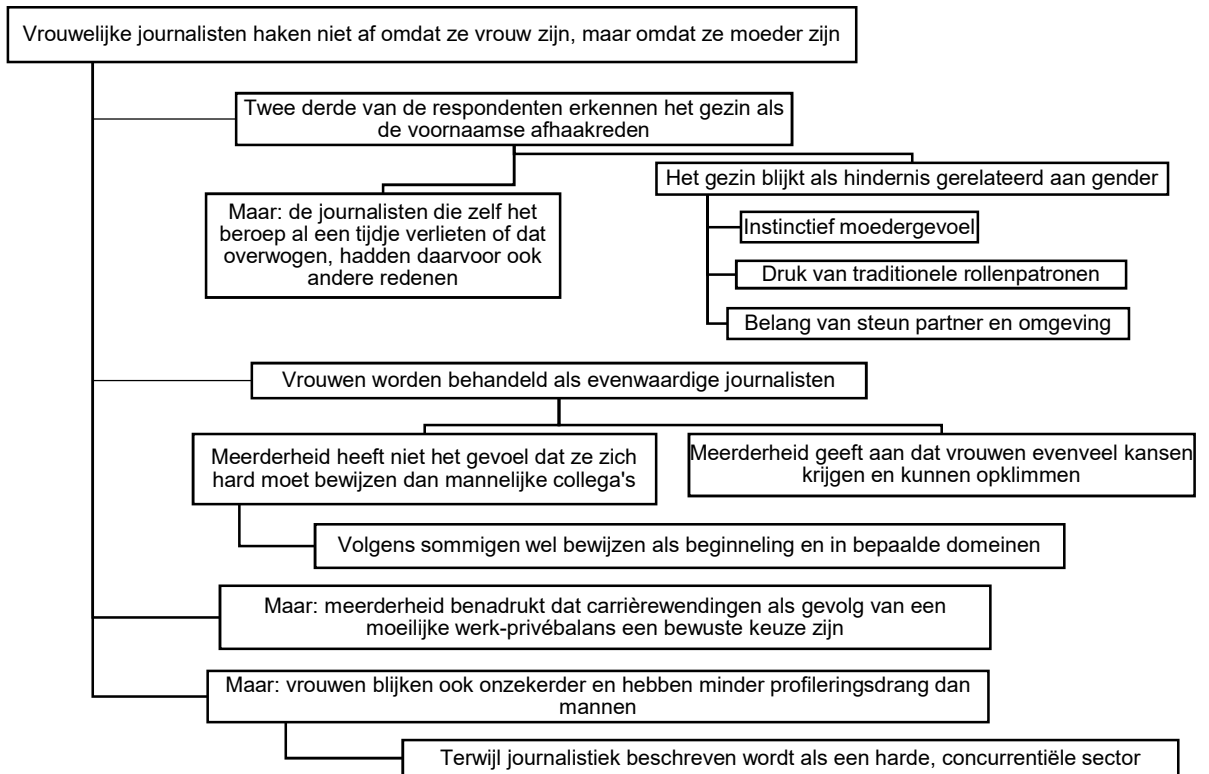 Vrouwelijke journalisten haken niet af omdat ze vrouw zijn, maar omdat ze moeder zijn
Twee derde van de respondenten erkennen het gezin als
de voornaamse afhaakreden
Maar: de journalisten die zelf het
beroep al een tijdje verlieten of dat
overwogen, hadden daarvoor ook
andere redenen
Het gezin blijkt als hindernis gerelateerd aan gender
Instinctief moedergevoel
Druk van traditionele rollenpatronen
Belang van steun partner en omgeving
Vrouwen worden behandeld als evenwaardige journalisten
Meerderheid heeft niet het gevoel dat ze zich
hard moet bewijzen dan mannelijke collega's
Meerderheid geeft aan dat vrouwen evenveel kansen
krijgen en kunnen opklimmen
Volgens sommigen wel bewijzen als beginneling en in bepaalde domeinen
Maar: meerderheid benadrukt dat carrièrewendingen als gevolg van een
moeilijke werk-privébalans een bewuste keuze zijn
Maar: vrouwen blijken ook onzekerder en hebben minder profileringsdrang dan
mannen
Terwijl journalistiek beschreven wordt als een harde, concurrentiële sector